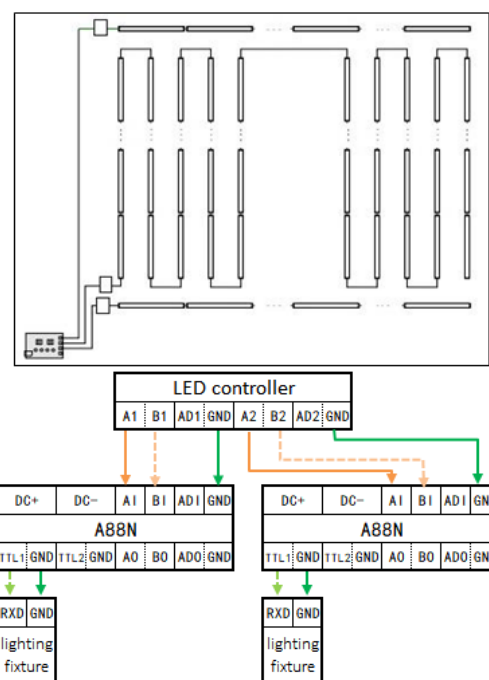 LED controller
A1 B1 AD1 GND A2 B2 AD2 GND
DC+ DC- AI BI ADI GND
A88N
TTL1 GND TTL2 GND AO BO ADO GND
RXD GND
lighting
fixture
DC+ DC- AI BI ADI GND
A88N
TTL1 GND TTL2 GND AO BO ADO GND
RXD GND
lighting
fixture